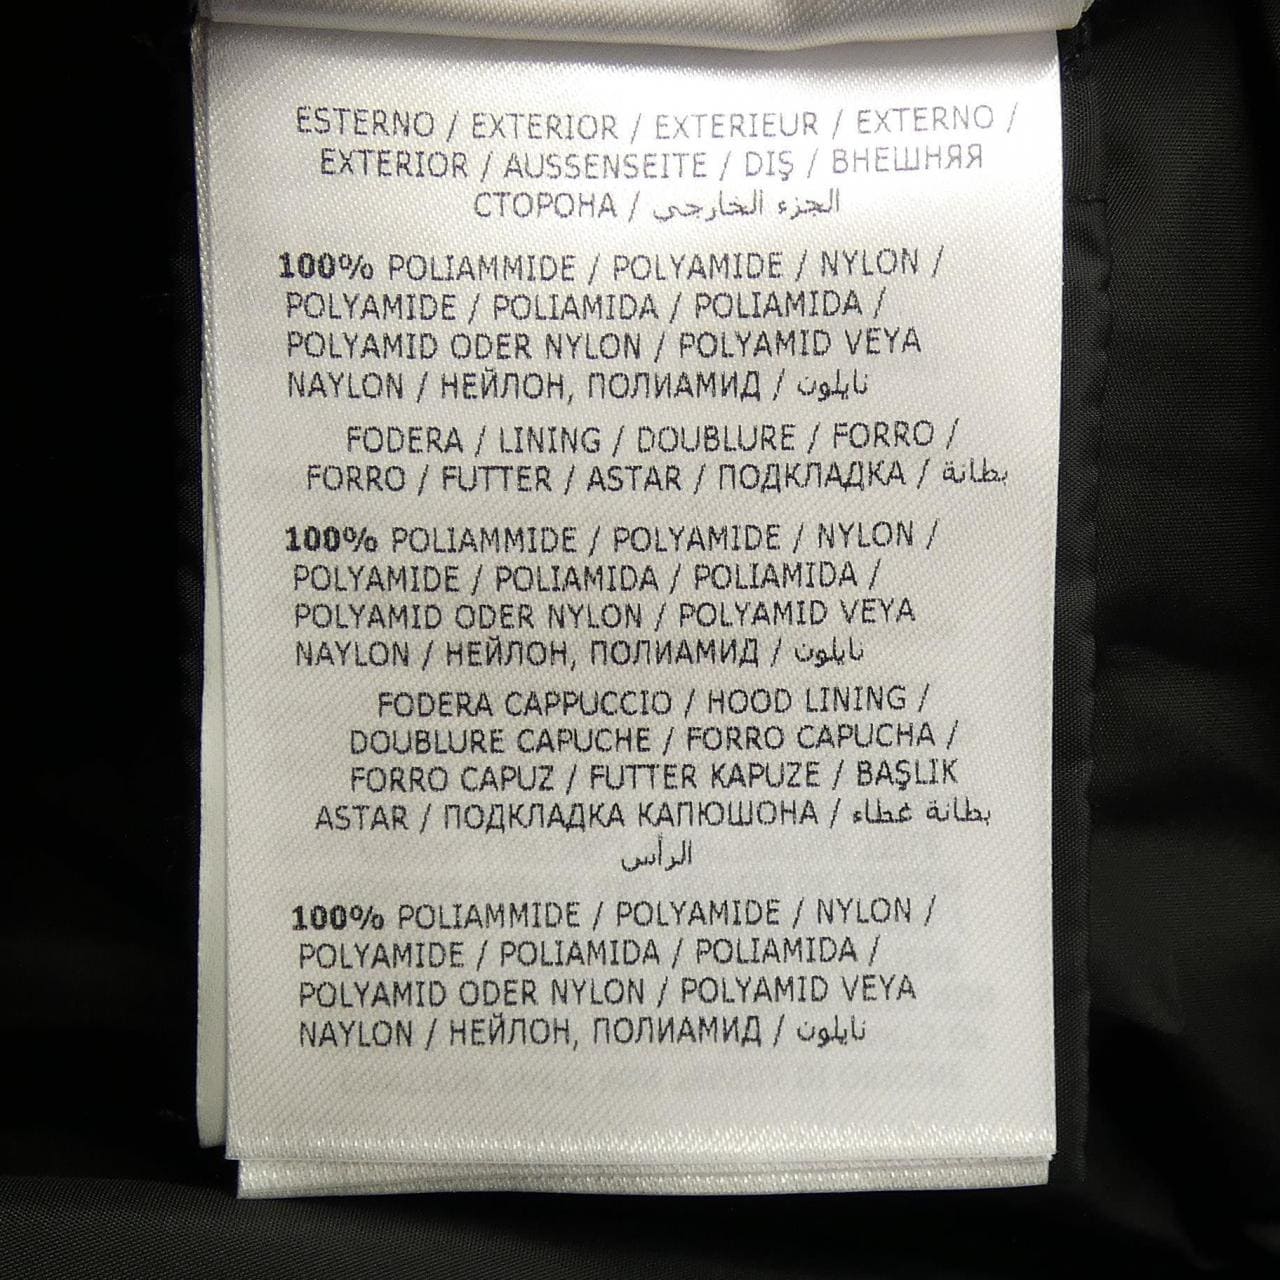 ESTERNO / EXTERIOR / EXTERIEUR / EXTERNO /
EXTERIOR / AUSSENSEITE / DIŞ / ВНЕШНЯЯ
СТОРОНА / الجزء الخارجي
100% POLIAMMIDE / POLYAMIDE / NYLON /
POLYAMIDE / POLIAMIDA / POLIAMIDA /
POLYAMID ODER NYLON / POLYAMID VEYA
NAYLON / НЕЙЛОН, ПОЛИАМИД / نايلون
FODERA / LINING / DOUBLURE / FORRO /
FORRO / FUTTER / ASTAR / ПОДКЛАДКА / بطانة
100% POLIAMMIDE / POLYAMIDE / NYLON /
POLYAMIDE / POLIAMIDA / POLIAMIDA /
POLYAMID ODER NYLON / POLYAMID VEYA
NAYLON / НЕЙЛОН, ПОЛИАМИД / نايلون
FODERA CAPPUCCIO / HOOD LINING /
DOUBLURE CAPUCHE / FORRO CAPUCHA /
FORRO CAPUZ / FUTTER KAPUZE / BAŞLIK
ASTAR / ПОДКЛАДКА КАПЮШОНА / بطانة غطاء
الرأس
100% POLIAMMIDE / POLYAMIDE / NYLON /
POLYAMIDE / POLIAMIDA / POLIAMIDA /
POLYAMID ODER NYLON / POLYAMID VEYA
NAYLON / НЕЙЛОН, ПОЛИАМИД / نايلون